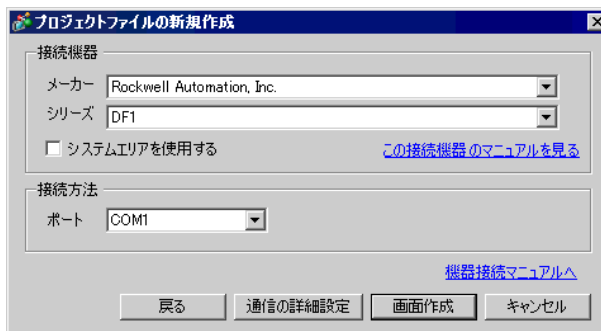 プロジェクトファイルの新規作成
接続機器
メーカー Rockwell Automation, Inc.
シリーズ DF1
システムエリアを使用する この接続機器のマニュアルを見る
接続方法
ポート COM1
機器接続マニュアルへ
戻る 通信の詳細設定 画面作成 キャンセル